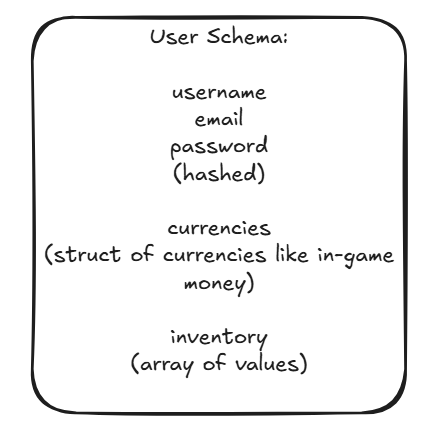 User Schema:
username
email
password
(hashed)
currencies
(struct of currencies like in-game
money)
inventory
(array of values)